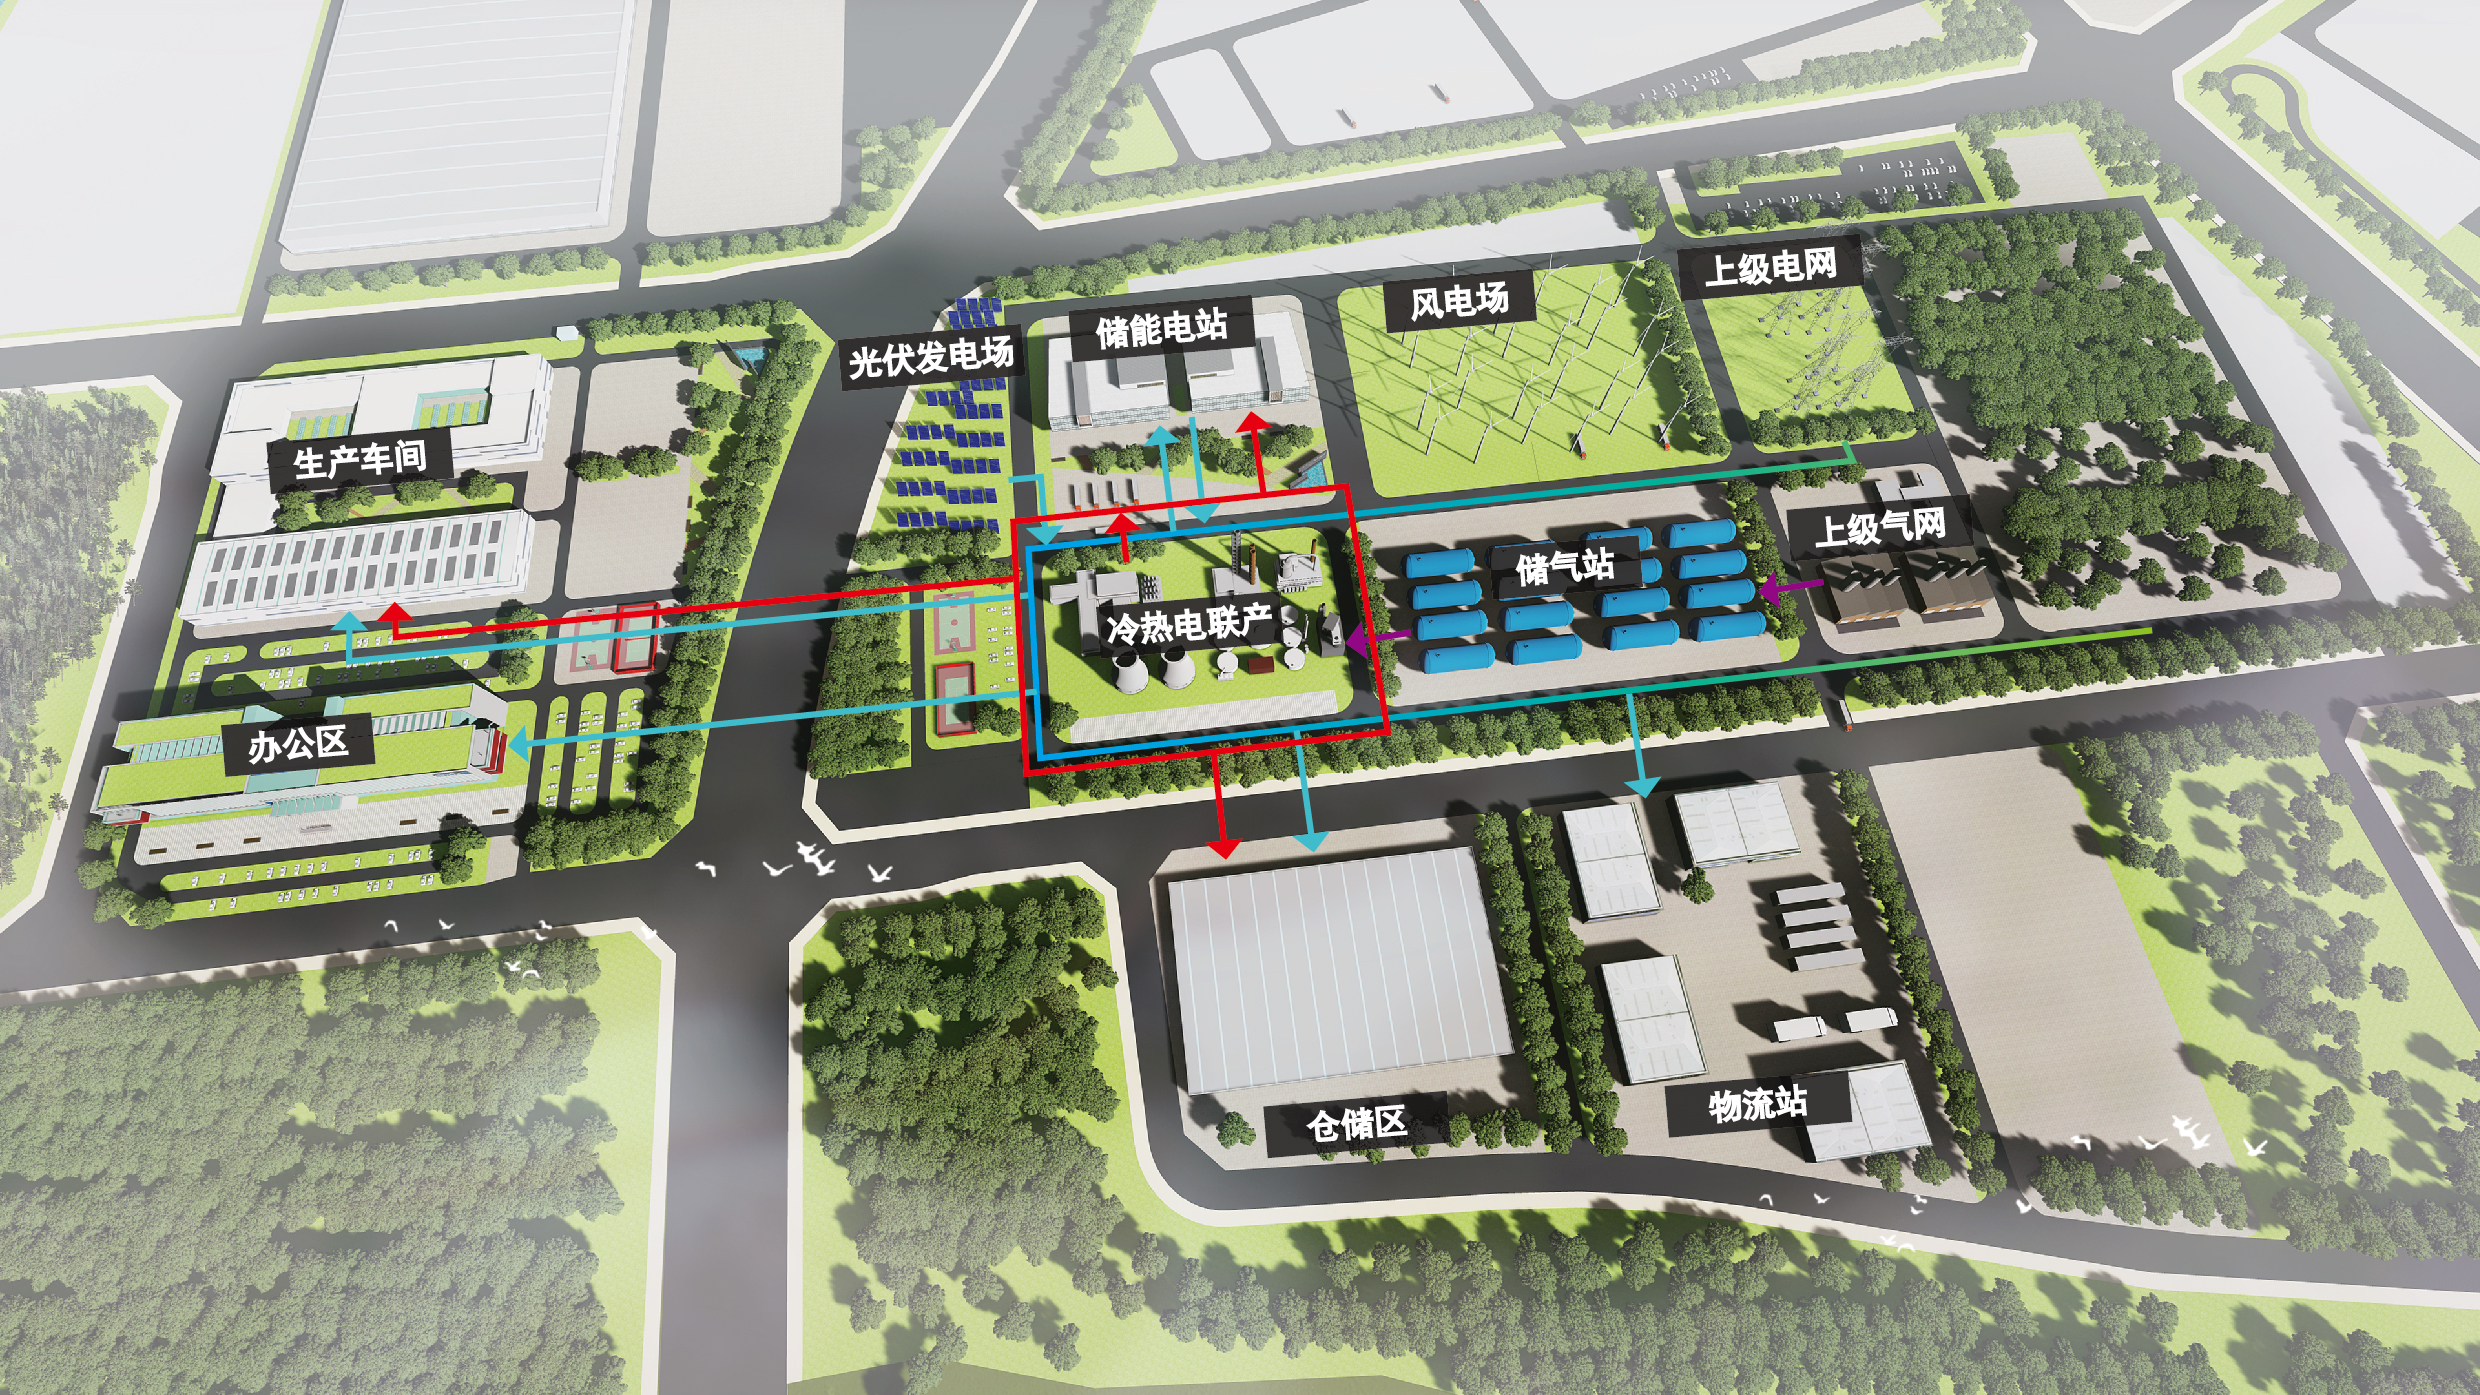 上级电网
风电场
储能电站
光伏发电场
生产车间
上级气网
储气站
冷热电联产
办公区
仓储区
物流站